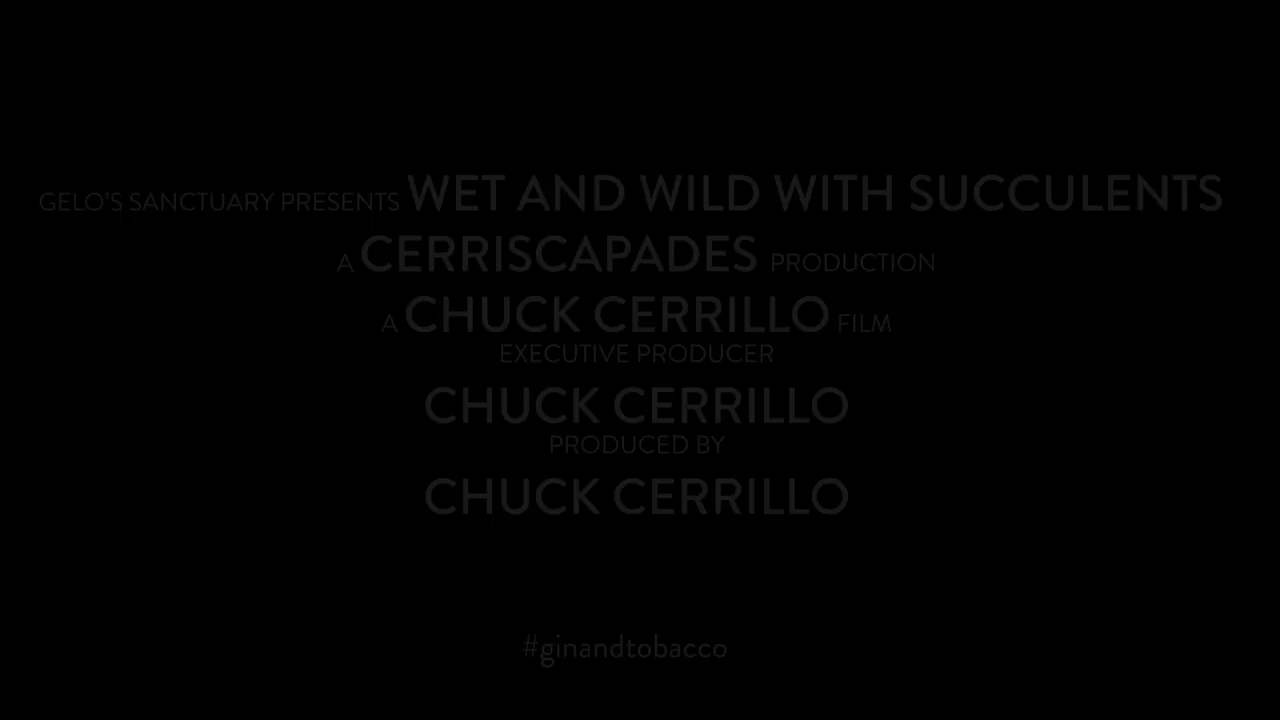 GELO'S SANCTUARY PRESENTS WET AND WILD WITH SUCCULENTS
A CERRISCAPADES PRODUCTION
A CHUCK CERRILLO FILM
EXECUTIVE PRODUCER
CHUCK CERRILLO
PRODUCED BY
CHUCK CERRILLO
#ginandtobacco